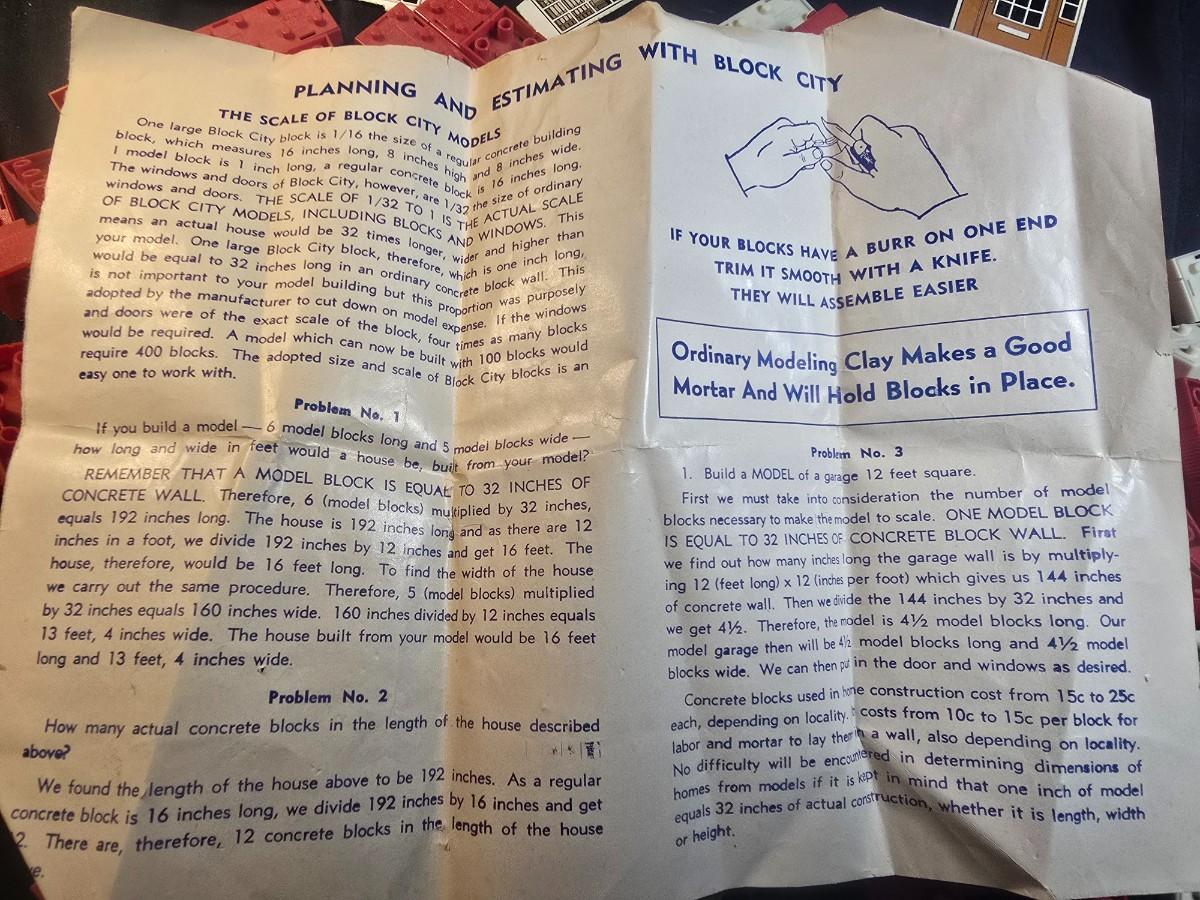 PLANNING AND ESTIMATING WITH BLOCK CITY
THE SCALE OF BLOCK CITY MODELS
One large Block City block is 1/16 the size of a regular concrete building
block, which measures 16 inches long, 8 inches high and 8 inches wide.
1 model block is 1 inch long, a regular concrete block is 16 inches long.
The windows and doors of Block City, however, are 1/32 the size of ordinary
windows and doors. THE SCALE OF 1/32 TO 1 IS THE ACTUAL SCALE
OF BLOCK CITY MODELS, INCLUDING BLOCKS AND WINDOWS. This
means an actual house would be 32 times longer, wider and higher than
your model. One large Block City block, therefore, which is one inch long,
would be equal to 32 inches long in an ordinary concrete block wall. This
is not important to your model building but this proportion was purposely
adopted by the manufacturer to cut down on model expense. If the windows
and doors were of the exact scale of the block, four times as many blocks
would be required. A model which can now be built with 100 blocks would
require 400 blocks. The adopted size and scale of Block City blocks is an
easy one to work with.
Problem No. 1
If you build a model — 6 model blocks long and 5 model blocks wide —
how long and wide in feet would a house be, built from your model?
REMEMBER THAT A MODEL BLOCK IS EQUAL TO 32 INCHES OF
CONCRETE WALL. Therefore, 6 (model blocks) multiplied by 32 inches,
equals 192 inches long. The house is 192 inches long and as there are 12
inches in a foot, we divide 192 inches by 12 inches and get 16 feet. The
house, therefore, would be 16 feet long. To find the width of the house
we carry out the same procedure. Therefore, 5 (model blocks) multiplied
by 32 inches equals 160 inches wide. 160 inches divided by 12 inches equals
13 feet, 4 inches wide. The house built from your model would be 16 feet
long and 13 feet, 4 inches wide.
Problem No. 2
How many actual concrete blocks in the length of the house described
above?
We found the length of the house above to be 192 inches. As a regular
concrete block is 16 inches long, we divide 192 inches by 16 inches and get
2. There are, therefore, 12 concrete blocks in the length of the house
ve.
IF YOUR BLOCKS HAVE A BURR ON ONE END
TRIM IT SMOOTH WITH A KNIFE.
THEY WILL ASSEMBLE EASIER
Ordinary Modeling Clay Makes a Good
Mortar And Will Hold Blocks in Place.
Problem No. 3
1. Build a MODEL of a garage 12 feet square.
First we must take into consideration the number of model
blocks necessary to make the model to scale. ONE MODEL BLOCK
IS EQUAL TO 32 INCHES OF CONCRETE BLOCK WALL. First
we find out how many inches long the garage wall is by multiply-
ing 12 (feet long) x 12 (inches per foot) which gives us 144 inches
of concrete wall. Then we divide the 144 inches by 32 inches and
we get 4½. Therefore, the model is 4½ model blocks long. Our
model garage then will be 4½ model blocks long and 4½ model
blocks wide. We can then put in the door and windows as desired.
Concrete blocks used in home construction cost from 15c to 25c
each, depending on locality. It costs from 10c to 15c per block for
labor and mortar to lay them in a wall, also depending on locality.
No difficulty will be encountered in determining dimensions of
homes from models if it is kept in mind that one inch of model
equals 32 inches of actual construction, whether it is length, width
or height.